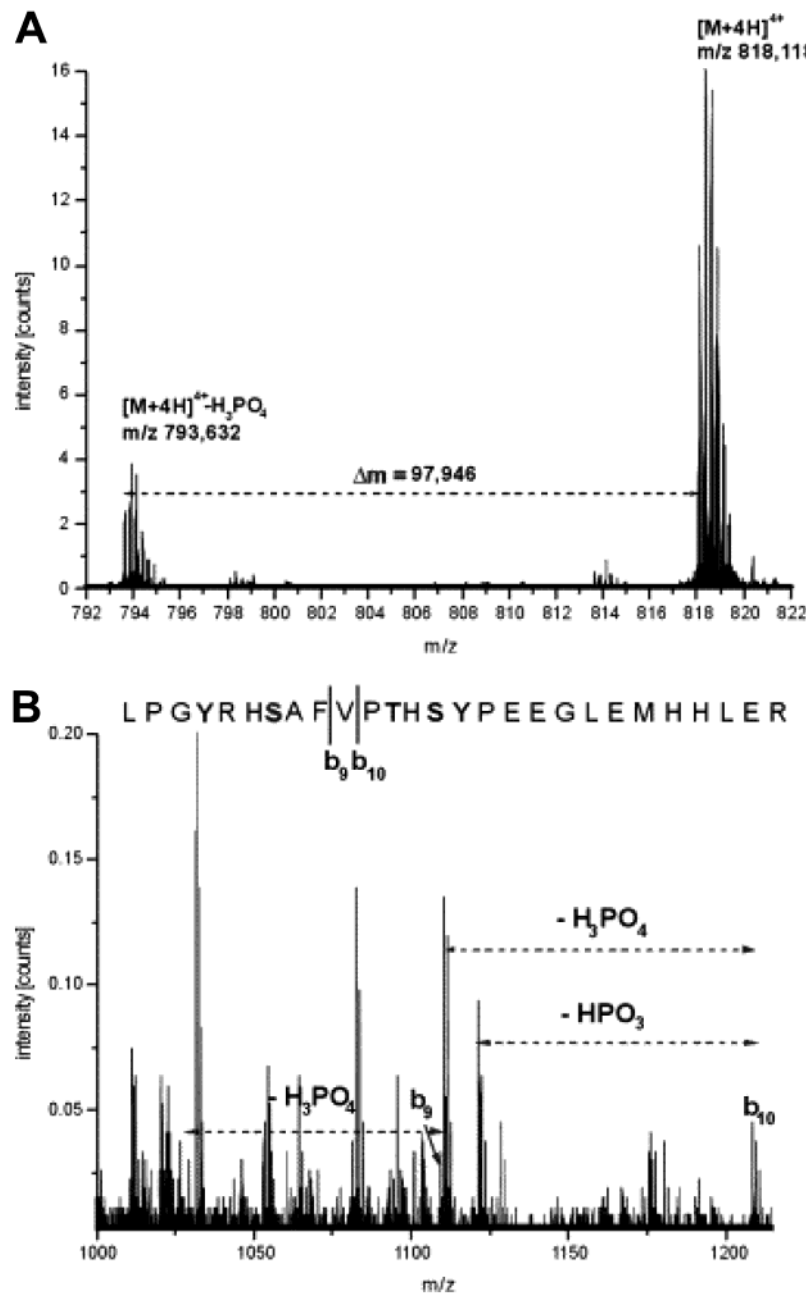 A
[M+4H]⁴⁺
m/z 818,118
16
14
12
10
8
6
4
2
0
intensity [counts]
[M+4H]⁴⁺-H₃PO₄
m/z 793,632
Δm = 97,946
792 794 796 798 800 802 804 806 808 810 812 814 816 818 820 822
m/z
B
L P G Y R H S A F V P T H S Y P E E G L E M H H L E R
b₉ b₁₀
0.20
0.15
0.10
0.05
intensity [counts]
- H₃PO₄
- HPO₃
- H₃PO₄
b₉
b₁₀
1000 1050 1100 1150 1200
m/z